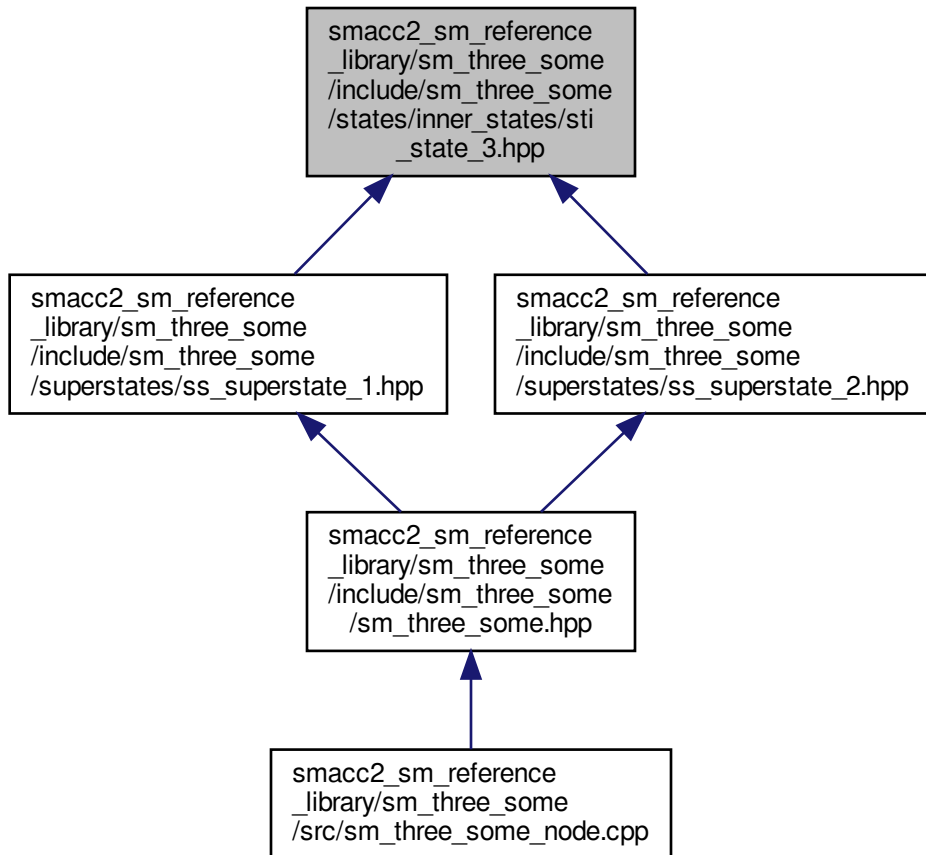 smacc2_sm_reference
_library/sm_three_some
/include/sm_three_some
/states/inner_states/sti
_state_3.hpp
smacc2_sm_reference
_library/sm_three_some
/include/sm_three_some
/superstates/ss_superstate_1.hpp
smacc2_sm_reference
_library/sm_three_some
/include/sm_three_some
/superstates/ss_superstate_2.hpp
smacc2_sm_reference
_library/sm_three_some
/include/sm_three_some
/sm_three_some.hpp
smacc2_sm_reference
_library/sm_three_some
/src/sm_three_some_node.cpp